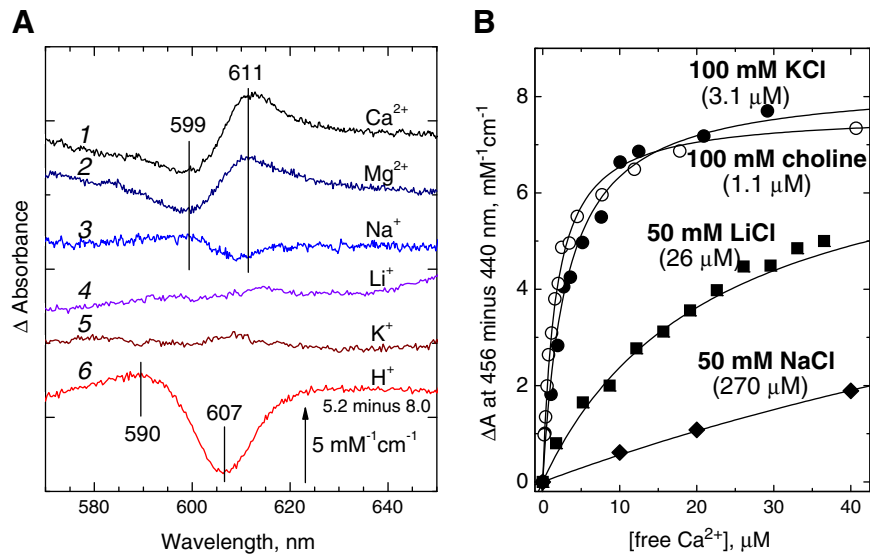 A
599
611
1
Ca²⁺
2
Mg²⁺
3
Na⁺
4
Li⁺
5
K⁺
6
H⁺
5.2 minus 8.0
590
607
5 mM⁻¹cm⁻¹
Δ Absorbance
580
600
620
640
Wavelength, nm
B
100 mM KCl
(3.1 μM)
100 mM choline
(1.1 μM)
50 mM LiCl
(26 μM)
50 mM NaCl
(270 μM)
ΔA at 456 minus 440 nm, mM⁻¹cm⁻¹
8
6
4
2
0
0
10
20
30
40
[free Ca²⁺], μM